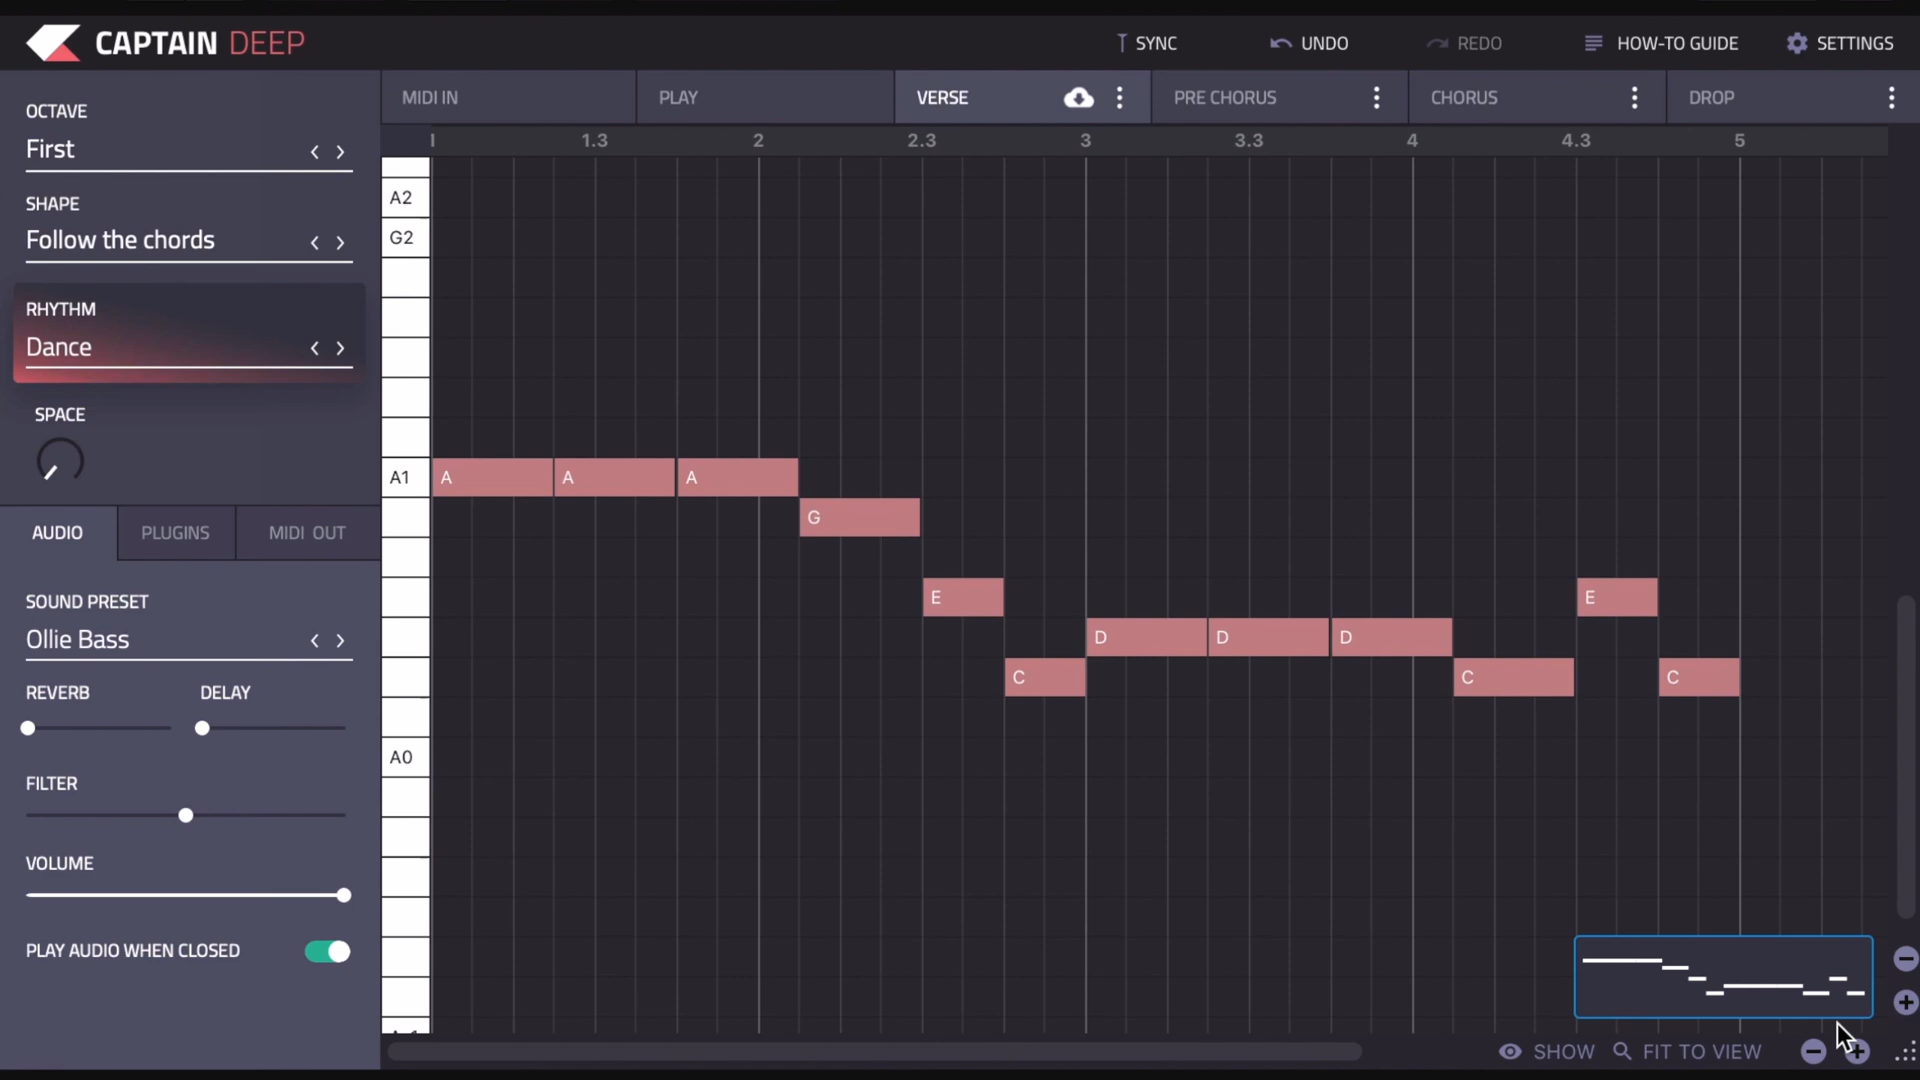 CAPTAIN DEEP
SYNC
UNDO
REDO
HOW-TO GUIDE
SETTINGS
OCTAVE
First
SHAPE
Follow the chords
RHYTHM
Dance
SPACE
AUDIO
PLUGINS
MIDI OUT
SOUND PRESET
Ollie Bass
REVERB
DELAY
FILTER
VOLUME
PLAY AUDIO WHEN CLOSED
MIDI IN
PLAY
VERSE
PRE CHORUS
CHORUS
DROP
1.3 2 2.3 3 3.3 4 4.3 5
A2
G2
A1
A A A
G
E E
D D D
C C C
A0
SHOW
FIT TO VIEW